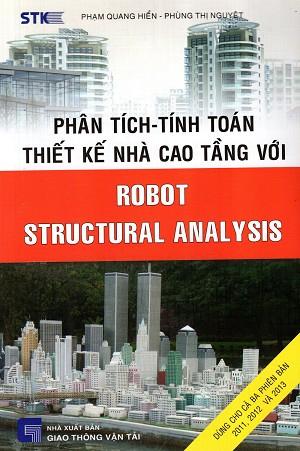 STK
PHẠM QUANG HIỂN - PHÙNG THỊ NGUYỆT
PHÂN TÍCH-TÍNH TOÁN
THIẾT KẾ NHÀ CAO TẦNG VỚI
ROBOT
STRUCTURAL ANALYSIS
DÙNG CHO CẢ BA PHIÊN BẢN
2011, 2012 VÀ 2013
NHÀ XUẤT BẢN
GIAO THÔNG VẬN TẢI